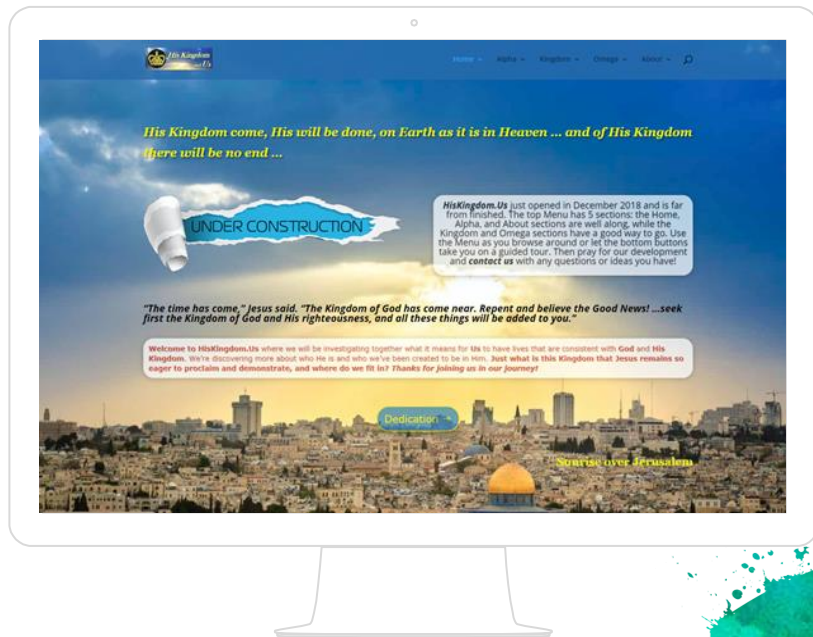 His Kingdom
and Us
Home Alpha Kingdom Omega About
His Kingdom come, His will be done, on Earth as it is in Heaven ... and of His Kingdom
there will be no end ...
UNDER CONSTRUCTION
HisKingdom.Us just opened in December 2018 and is far
from finished. The top Menu has 5 sections: the Home,
Alpha, and About sections are well along, while the
Kingdom and Omega sections have a good way to go. Use
the Menu as you browse around or let the bottom buttons
take you on a guided tour. Then pray for our development
and contact us with any questions or ideas you have!
"The time has come," Jesus said. "The Kingdom of God has come near. Repent and believe the Good News! ...seek
first the Kingdom of God and His righteousness, and all these things will be added to you."
Welcome to HisKingdom.Us where we will be investigating together what it means for Us to have lives that are consistent with God and His
Kingdom. We're discovering more about who He is and who we've been created to be in Him. Just what is this Kingdom that Jesus remains so
eager to proclaim and demonstrate, and where do we fit in? Thanks for joining us in our journey!
Dedication
Sonrise over Jerusalem